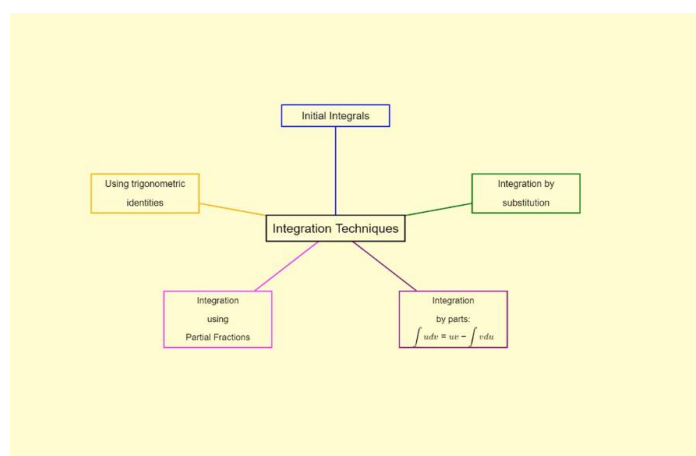 Initial Integrals
Using trigonometric
identities
Integration by
substitution
Integration Techniques
Integration
using
Partial Fractions
Integration
by parts:
∫ udv = uv − ∫ vdu